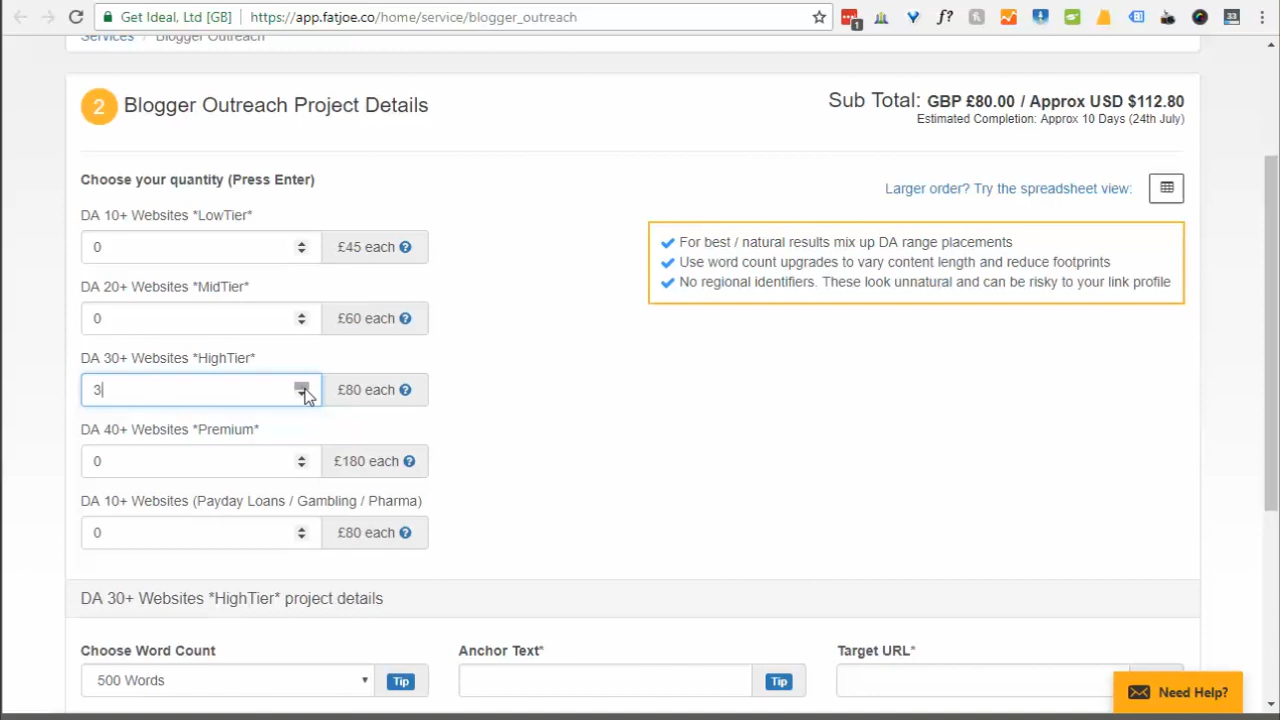 Get Ideal, Ltd [GB]
https://app.fatjoe.co/home/service/blogger_outreach
f?
1
33
Services / Blogger Outreach
2 Blogger Outreach Project Details
Sub Total: GBP £80.00 / Approx USD $112.80
Estimated Completion: Approx 10 Days (24th July)
Choose your quantity (Press Enter)
Larger order? Try the spreadsheet view:
DA 10+ Websites *LowTier*
0 £45 each ?
For best / natural results mix up DA range placements
Use word count upgrades to vary content length and reduce footprints
No regional identifiers. These look unnatural and can be risky to your link profile
DA 20+ Websites *MidTier*
0 £60 each ?
DA 30+ Websites *HighTier*
3 £80 each ?
DA 40+ Websites *Premium*
0 £180 each ?
DA 10+ Websites (Payday Loans / Gambling / Pharma)
0 £80 each ?
DA 30+ Websites *HighTier* project details
Choose Word Count
Anchor Text*
Target URL*
500 Words Tip
Tip
Need Help?